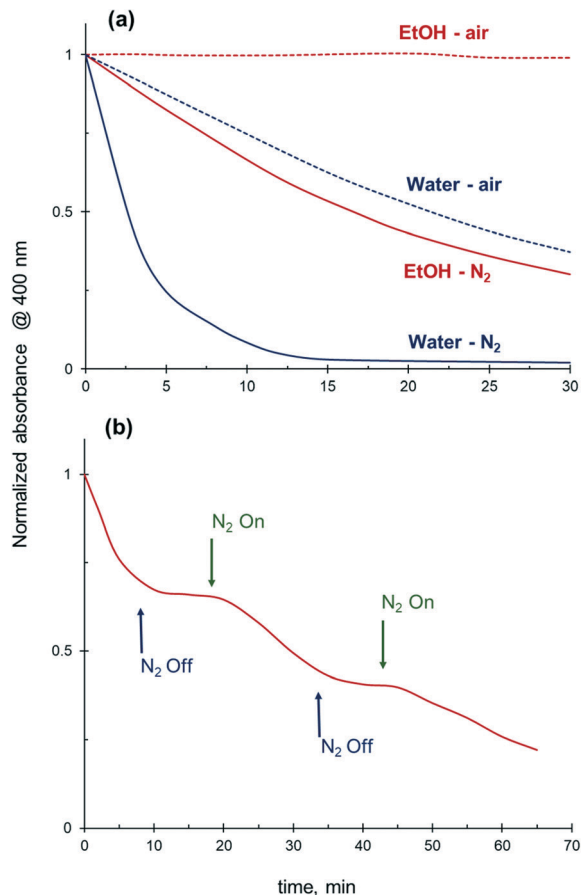 (a)
EtOH - air
Water - air
EtOH - N₂
Water - N₂
1
0.5
0
0 5 10 15 20 25 30
Normalized absorbance @ 400 nm
(b)
N₂ On
N₂ On
N₂ Off
N₂ Off
1
0.5
0
0 10 20 30 40 50 60 70
time, min